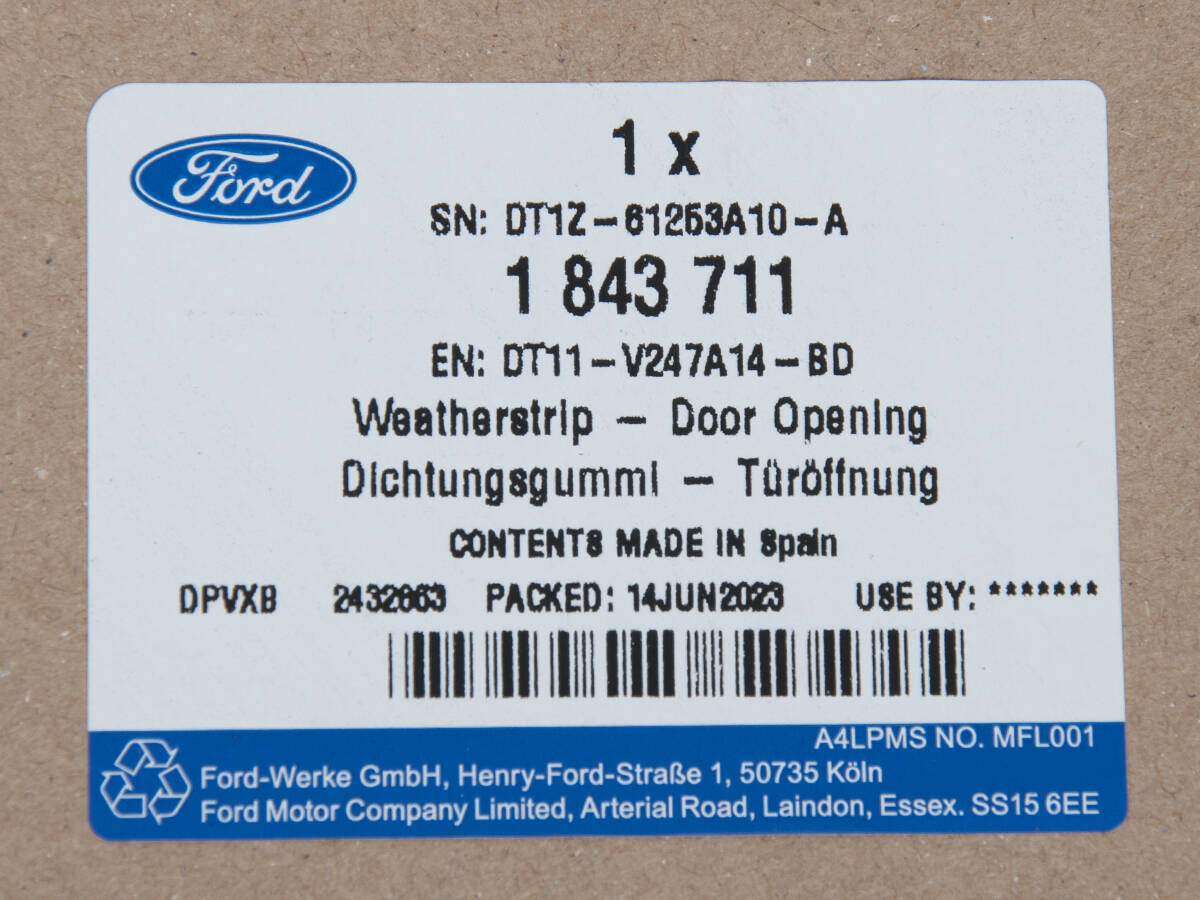 Ford
1 x
SN: DT1Z-61253A10-A
1 843 711
EN: DT11-V247A14-BD
Weatherstrip - Door Opening
Dichtungsgummi - Türöffnung
CONTENTS MADE IN Spain
DPVXB 2432663 PACKED: 14JUN2023 USE BY: *******
A4LPMS NO. MFL001
Ford-Werke GmbH, Henry-Ford-Straße 1, 50735 Köln
Ford Motor Company Limited, Arterial Road, Laindon, Essex. SS15 6EE